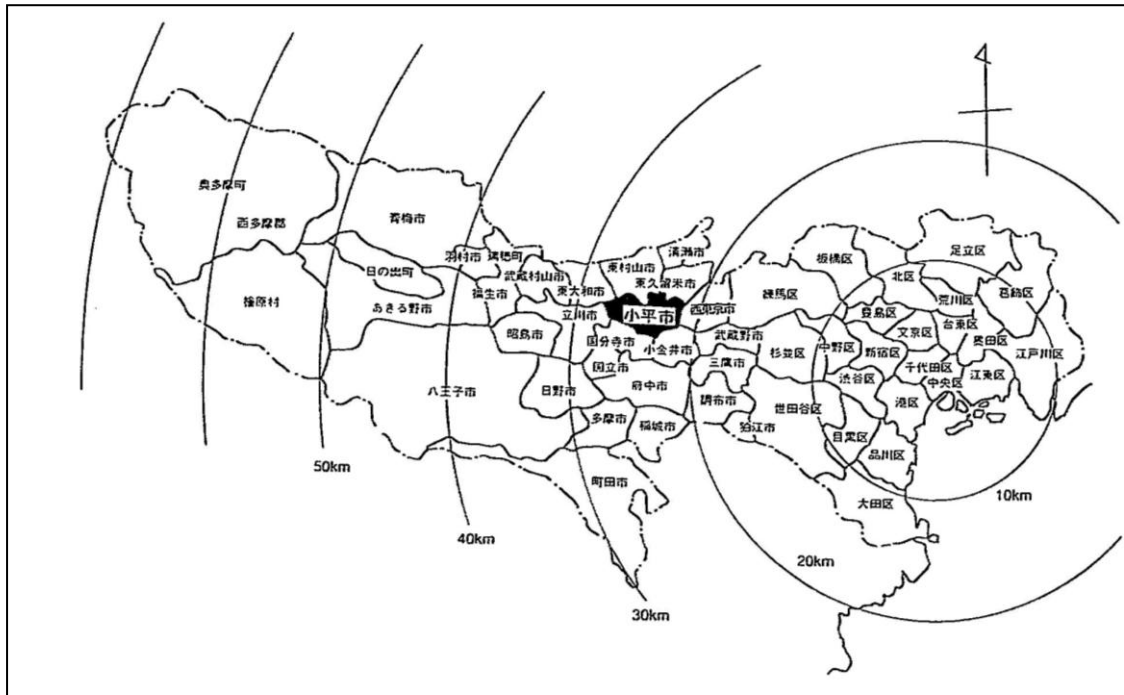 奥多摩町
西多摩郡
檜原村
青梅市
日の出町
あきる野市
羽村市
瑞穂町
福生市
武蔵村山市
昭島市
八王子市
東大和市
立川市
日野市
多摩市
町田市
東村山市
清瀬市
東久留米市
小平市
国分寺市
国立市
小金井市
府中市
稲城市
西東京市
武蔵野市
三鷹市
調布市
狛江市
練馬区
板橋区
北区
足立区
荒川区
葛飾区
豊島区
文京区
台東区
墨田区
江戸川区
杉並区
中野区
新宿区
千代田区
中央区
江東区
渋谷区
港区
世田谷区
目黒区
品川区
大田区
50km
40km
30km
20km
10km